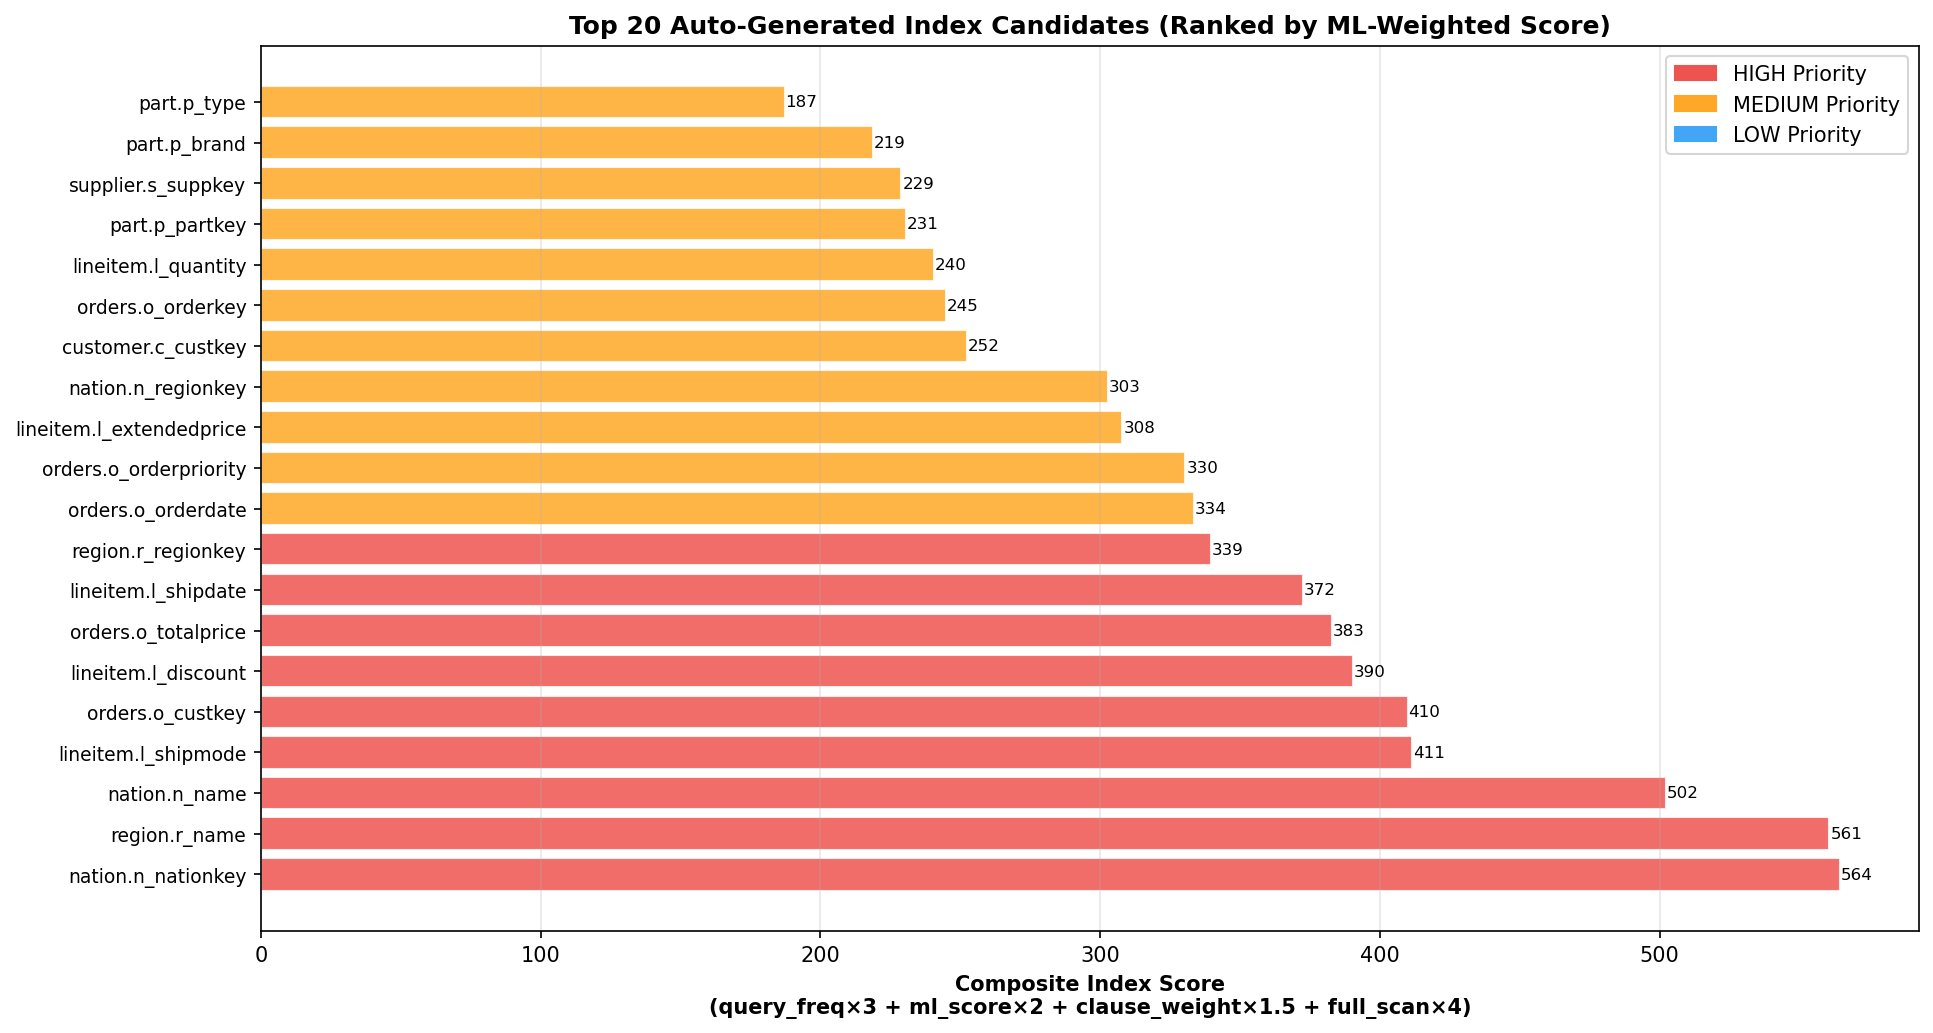 Top 20 Auto-Generated Index Candidates (Ranked by ML-Weighted Score)
HIGH Priority
MEDIUM Priority
LOW Priority
part.p_type 187
part.p_brand 219
supplier.s_suppkey 229
part.p_partkey 231
lineitem.l_quantity 240
orders.o_orderkey 245
customer.c_custkey 252
nation.n_regionkey 303
lineitem.l_extendedprice 308
orders.o_orderpriority 330
orders.o_orderdate 334
region.r_regionkey 339
lineitem.l_shipdate 372
orders.o_totalprice 383
lineitem.l_discount 390
orders.o_custkey 410
lineitem.l_shipmode 411
nation.n_name 502
region.r_name 561
nation.n_nationkey 564
0 100 200 300 400 500
Composite Index Score
(query_freq×3 + ml_score×2 + clause_weight×1.5 + full_scan×4)